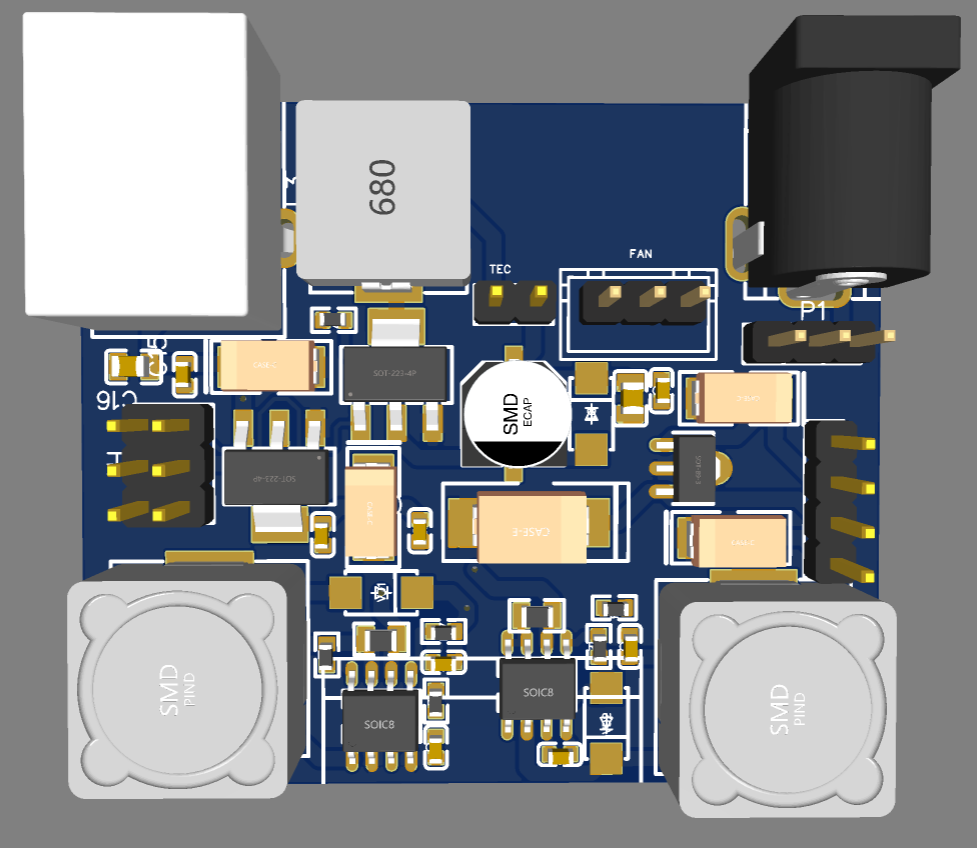 680
TEC
FAN
P1
SOT-223-4P
C16
SMD
ECAP
SOT-223-4P
CASE-E
SMD
PIND
SOIC8
SOIC8
SMD
PIND